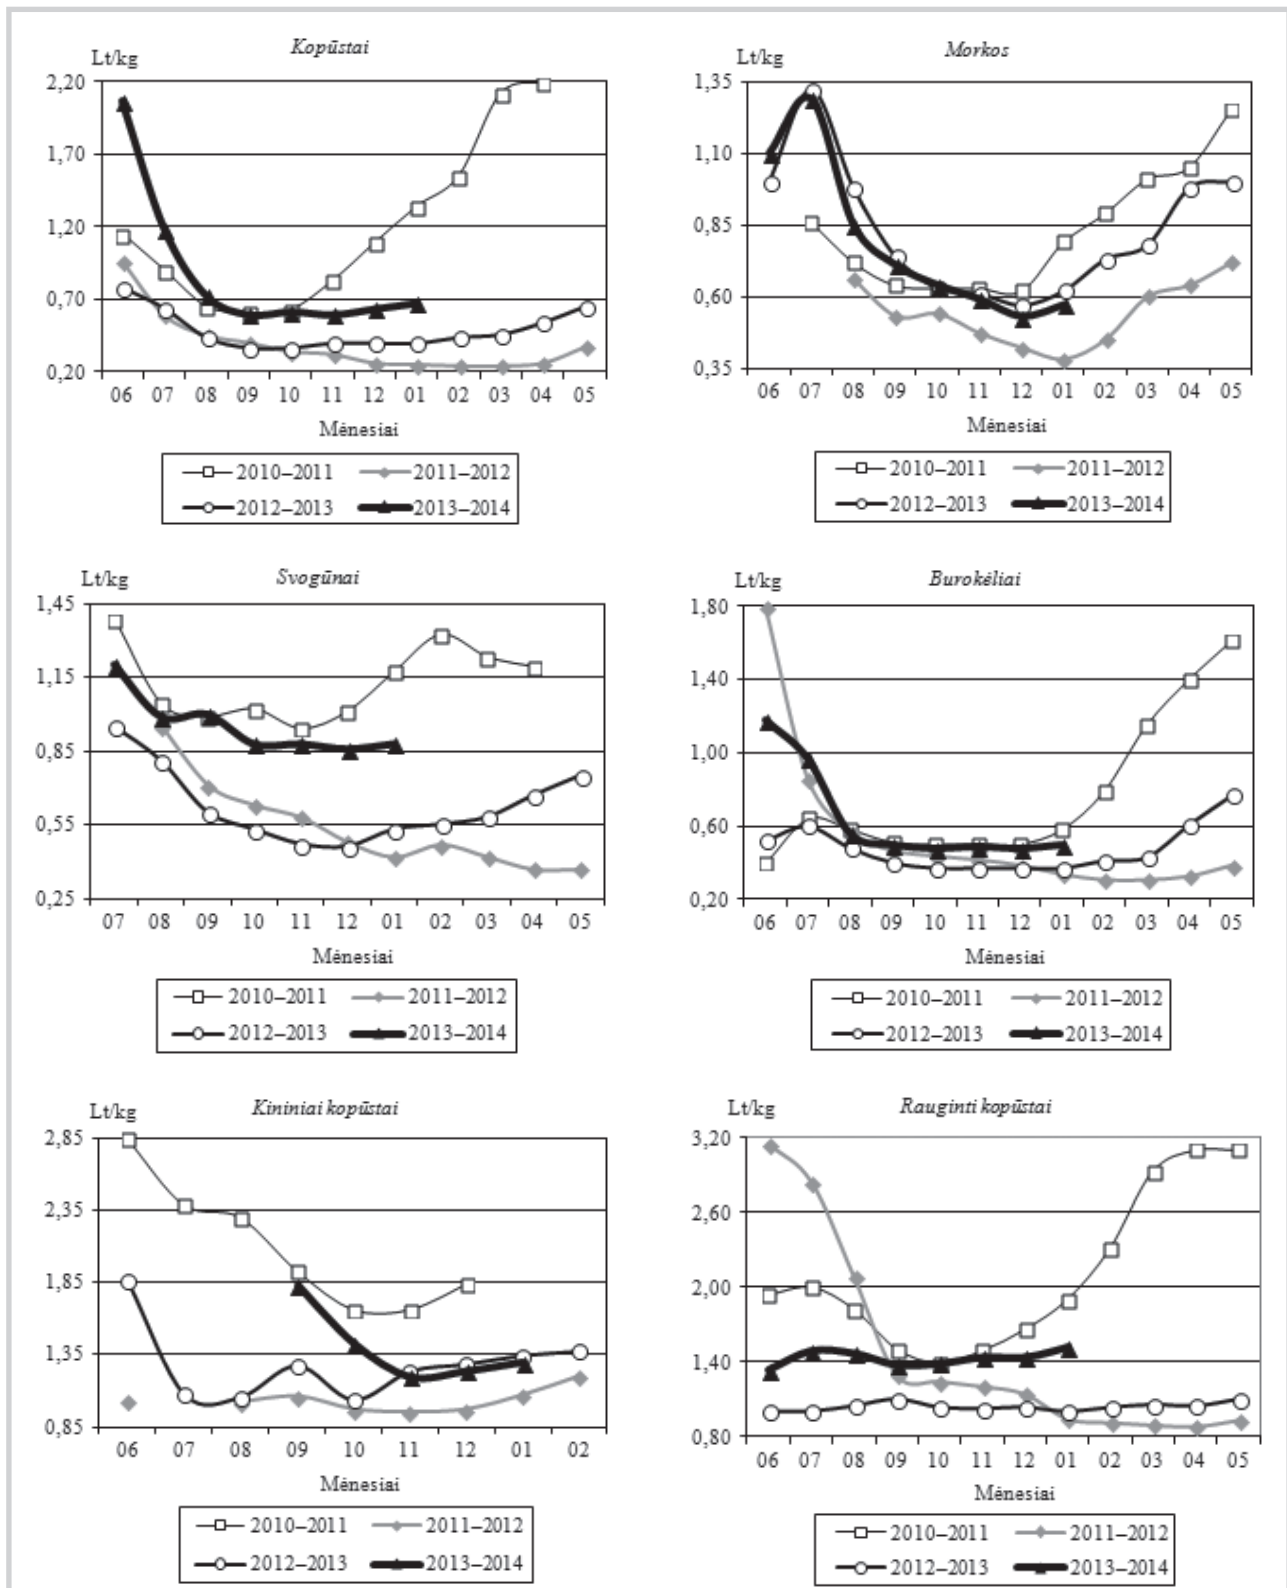 Kopūstai
Lt/kg
2,20
1,70
1,20
0,70
0,20
06 07 08 09 10 11 12 01 02 03 04 05
Mėnesiai
2010–2011 2011–2012
2012–2013 2013–2014
Morkos
Lt/kg
1,35
1,10
0,85
0,60
0,35
06 07 08 09 10 11 12 01 02 03 04 05
Mėnesiai
2010–2011 2011–2012
2012–2013 2013–2014
Svogūnai
Lt/kg
1,45
1,15
0,85
0,55
0,25
07 08 09 10 11 12 01 02 03 04 05
Mėnesiai
2010–2011 2011–2012
2012–2013 2013–2014
Burokėliai
Lt/kg
1,80
1,40
1,00
0,60
0,20
06 07 08 09 10 11 12 01 02 03 04 05
Mėnesiai
2010–2011 2011–2012
2012–2013 2013–2014
Kininiai kopūstai
Lt/kg
2,85
2,35
1,85
1,35
0,85
06 07 08 09 10 11 12 01 02
Mėnesiai
2010–2011 2011–2012
2012–2013 2013–2014
Rauginti kopūstai
Lt/kg
3,20
2,60
2,00
1,40
0,80
06 07 08 09 10 11 12 01 02 03 04 05
Mėnesiai
2010–2011 2011–2012
2012–2013 2013–2014